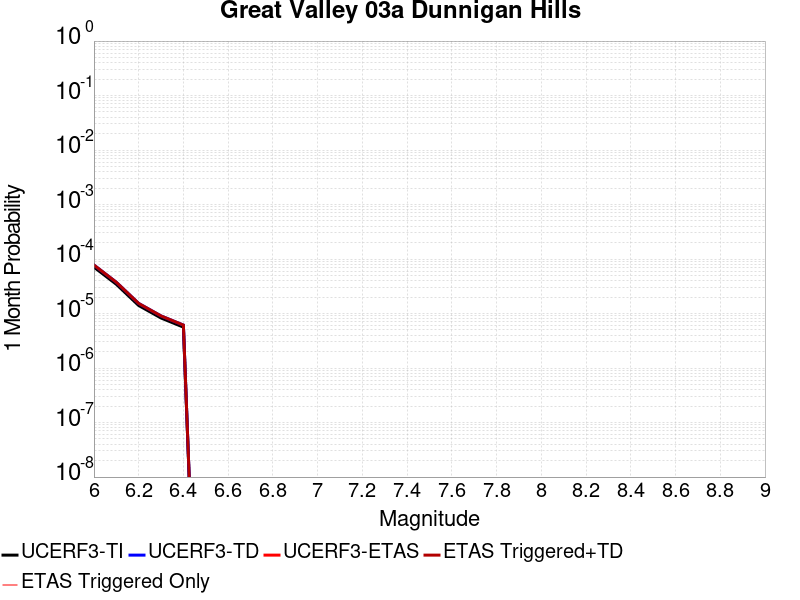 Great Valley 03a Dunnigan Hills
10^0
10^-1
10^-2
10^-3
10^-4
10^-5
10^-6
10^-7
10^-8
1 Month Probability
6 6.2 6.4 6.6 6.8 7 7.2 7.4 7.6 7.8 8 8.2 8.4 8.6 8.8 9
Magnitude
UCERF3-TI UCERF3-TD UCERF3-ETAS ETAS Triggered+TD
ETAS Triggered Only